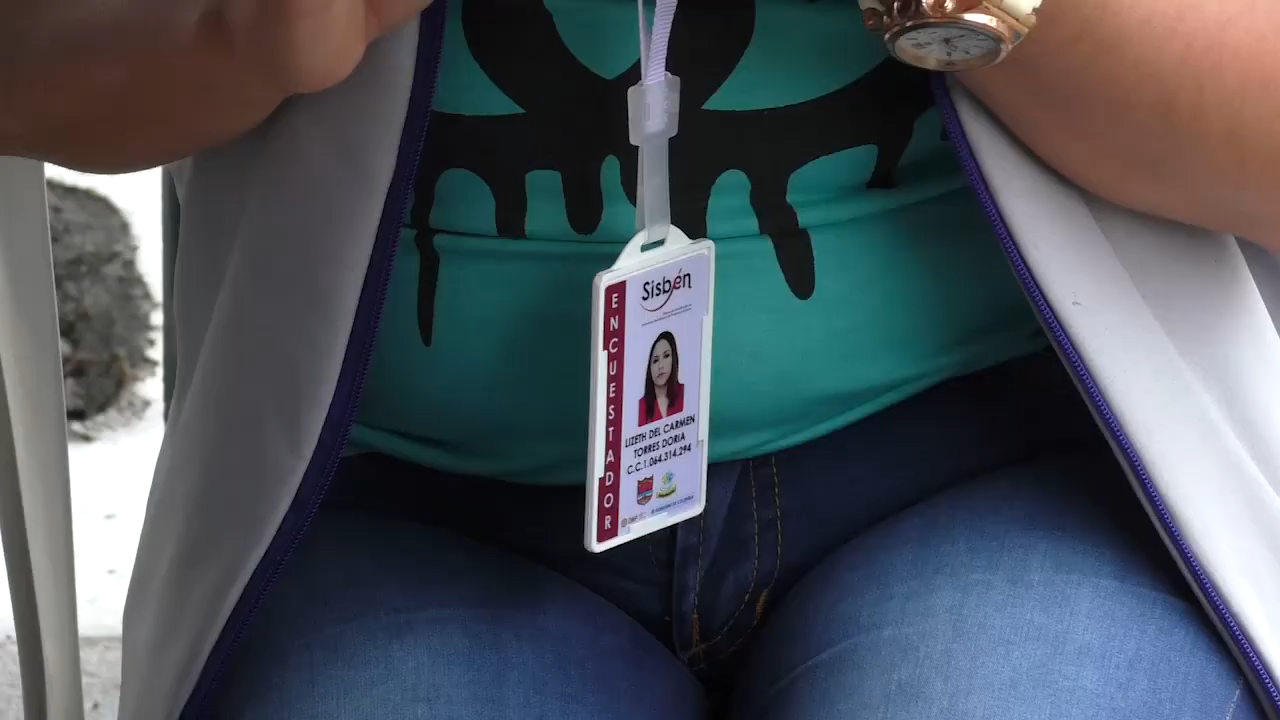 Sisbén
ENCUESTADOR
LIZETH DEL CARMEN
TORRES DORIA
C.C.1.064.314.294